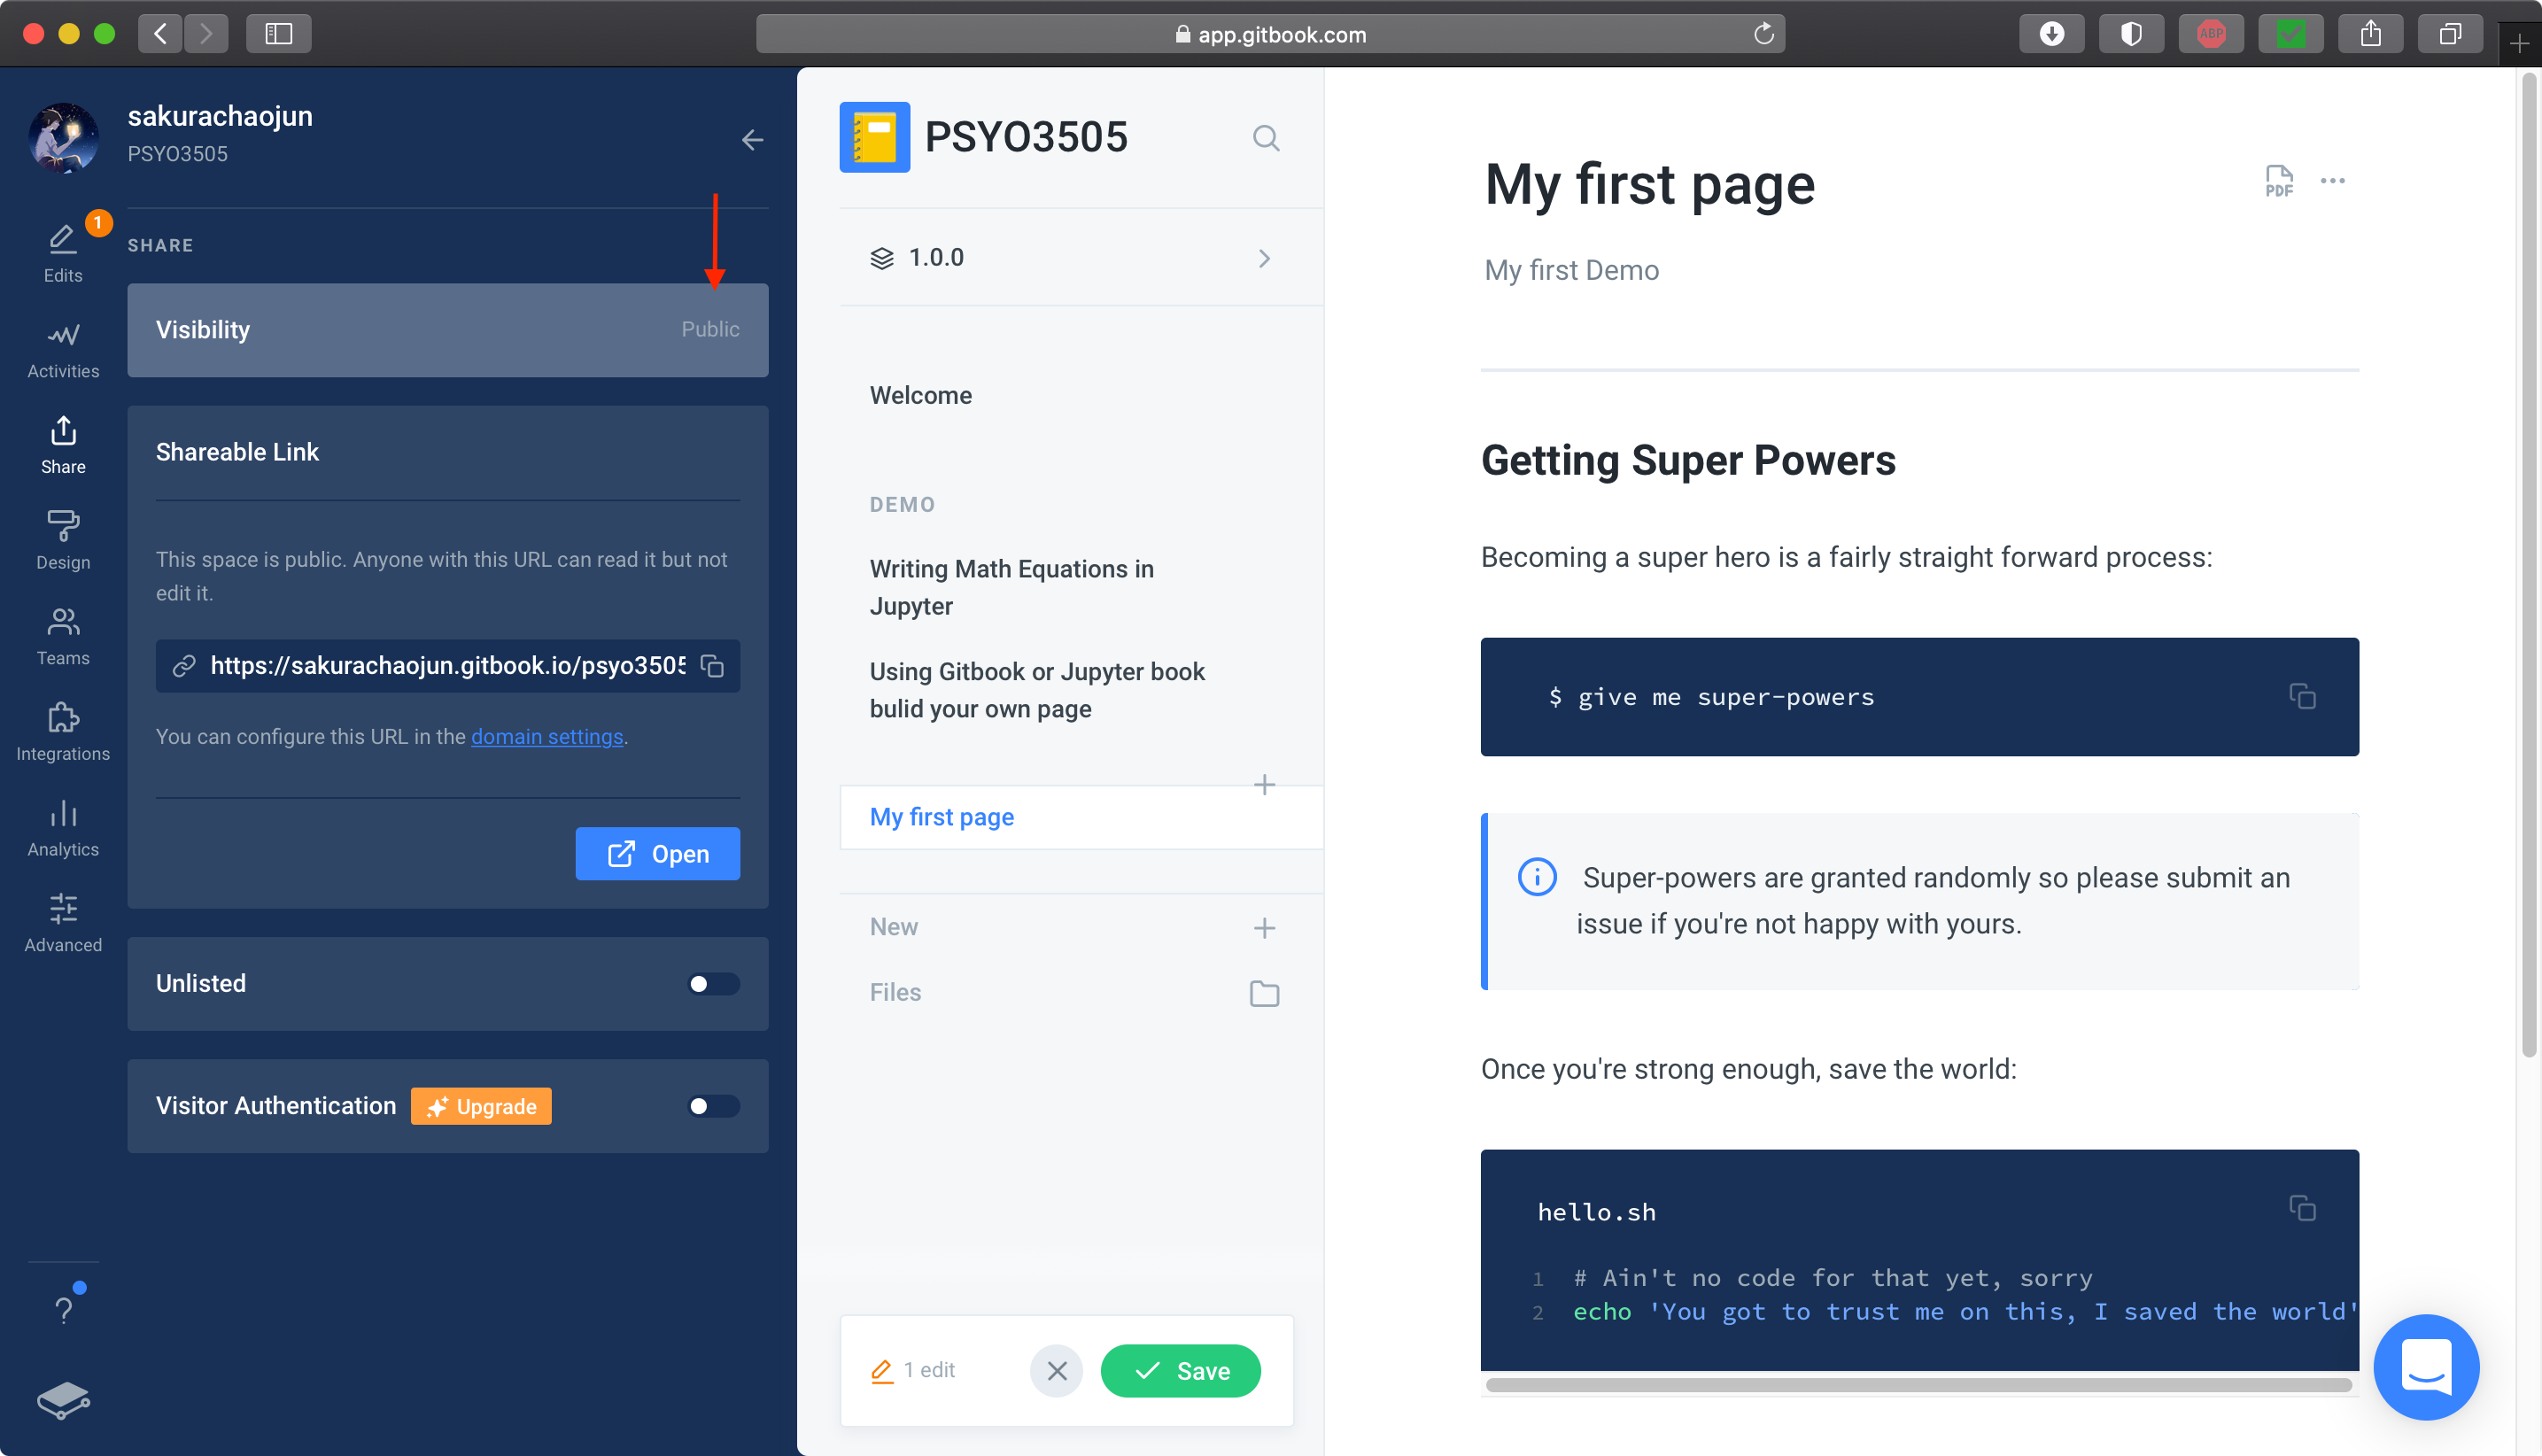 app.gitbook.com
ABP
sakurachaojun
PSYO3505
1
Edits
Activities
Share
Design
Teams
Integrations
Analytics
Advanced
?
SHARE
Visibility
Public
Shareable Link
This space is public. Anyone with this URL can read it but not
edit it.
https://sakurachaojun.gitbook.io/psyo3505
You can configure this URL in the domain settings.
Open
Unlisted
Visitor Authentication
Upgrade
PSYO3505
1.0.0
Welcome
DEMO
Writing Math Equations in
Jupyter
Using Gitbook or Jupyter book
bulid your own page
My first page
New
Files
1 edit
Save
My first page
PDF
My first Demo
Getting Super Powers
Becoming a super hero is a fairly straight forward process:
$ give me super-powers
Super-powers are granted randomly so please submit an
issue if you're not happy with yours.
Once you're strong enough, save the world:
hello.sh
1 # Ain't no code for that yet, sorry
2 echo 'You got to trust me on this, I saved the world'